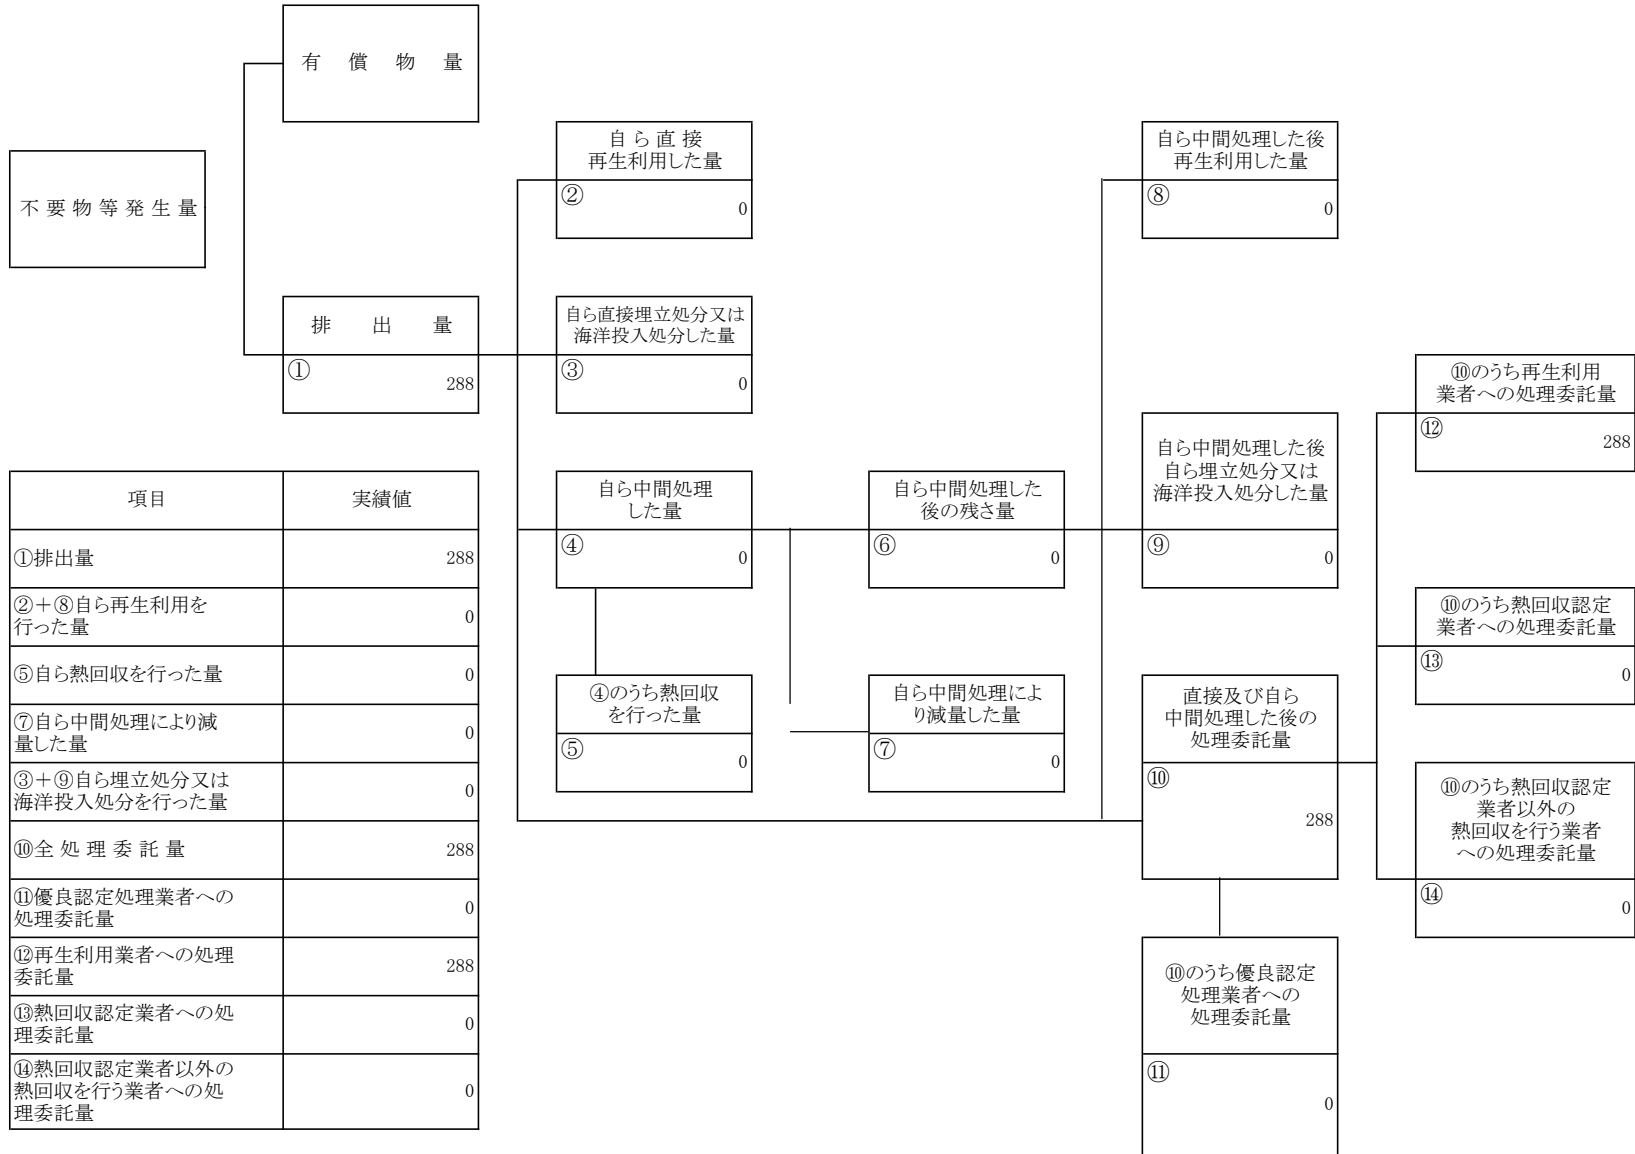 有償物量
不要物等発生量
自ら直接
再生利用した量
②
0
自ら中間処理した後
再生利用した量
⑧
0
排出量
①
288
自ら直接埋立処分又は
海洋投入処分した量
③
0
⑩のうち再生利用
業者への処理委託量
⑫
288
自ら中間処理
した量
④
0
自ら中間処理した
後の残さ量
⑥
0
自ら中間処理した後
自ら埋立処分又は
海洋投入処分した量
⑨
0
⑩のうち熱回収認定
業者への処理委託量
⑬
0
④のうち熱回収
を行った量
⑤
0
自ら中間処理によ
り減量した量
⑦
0
直接及び自ら
中間処理した後の
処理委託量
⑩
288
⑩のうち熱回収認定
業者以外の
熱回収を行う業者
への処理委託量
⑭
0
⑩のうち優良認定
処理業者への
処理委託量
⑪
0
項目 実績値
①排出量 288
②＋⑧自ら再生利用を
行った量 0
⑤自ら熱回収を行った量 0
⑦自ら中間処理により減
量した量 0
③＋⑨自ら埋立処分又は
海洋投入処分を行った量 0
⑩全処理委託量 288
⑪優良認定処理業者への
処理委託量 0
⑫再生利用業者への処理
委託量 288
⑬熱回収認定業者への処
理委託量 0
⑭熱回収認定業者以外の
熱回収を行う業者への処
理委託量 0